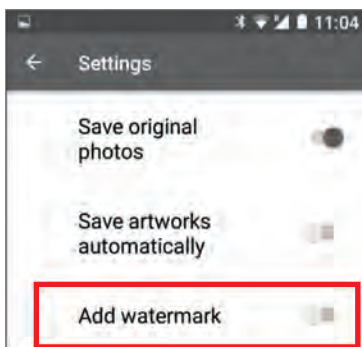 11:04
Settings
Save original
photos
Save artworks
automatically
Add watermark